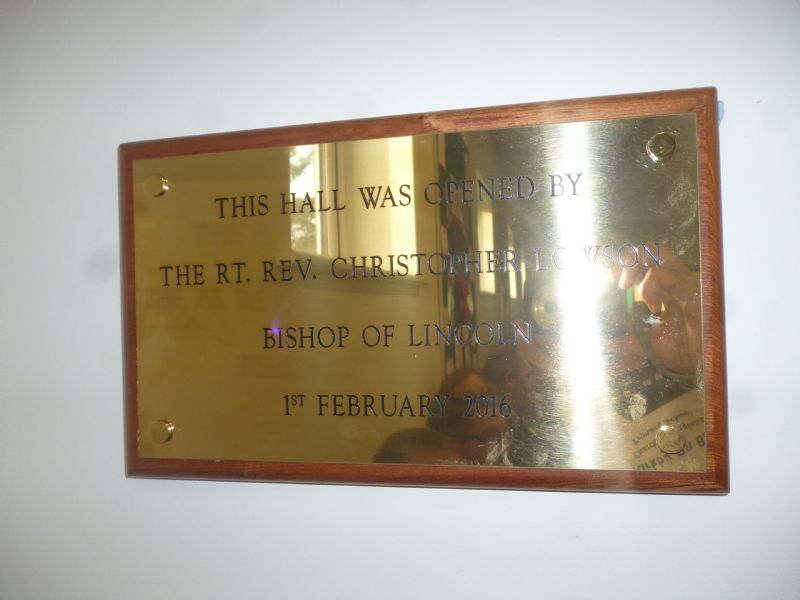 THIS HALL WAS OPENED BY
THE RT. REV. CHRISTOPHER LOWSON
BISHOP OF LINCOLN
1ST FEBRUARY 2016